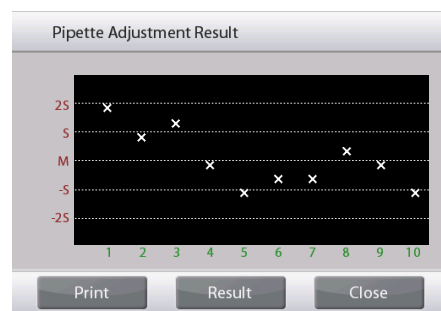 Pipette Adjustment Result
2S
S
M
-S
-2S
1 2 3 4 5 6 7 8 9 10
Print Result Close